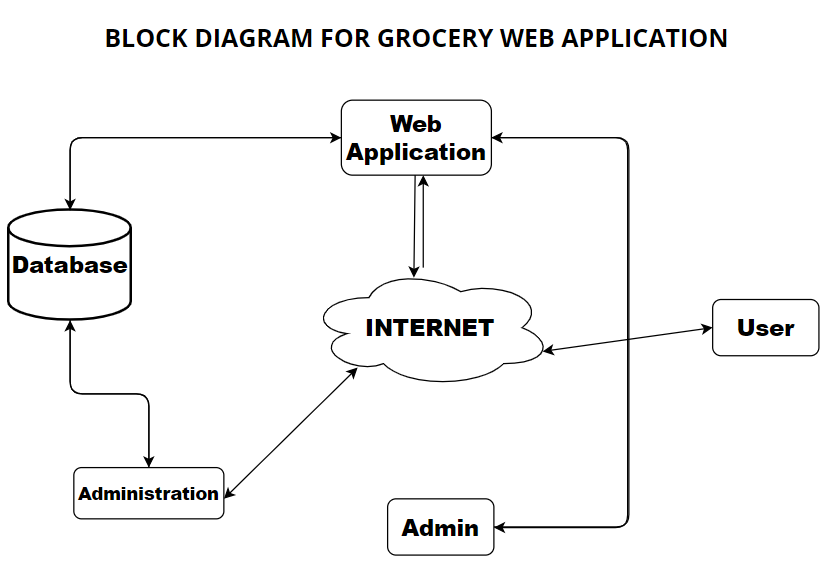 BLOCK DIAGRAM FOR GROCERY WEB APPLICATION
Web
Application
Database
INTERNET
User
Administration
Admin